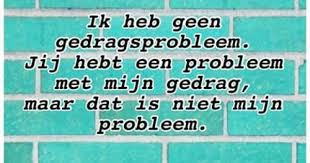 Ik heb geen
gedragsprobleem.
Jij hebt een probleem
met mijn gedrag,
maar dat is niet mijn
probleem.